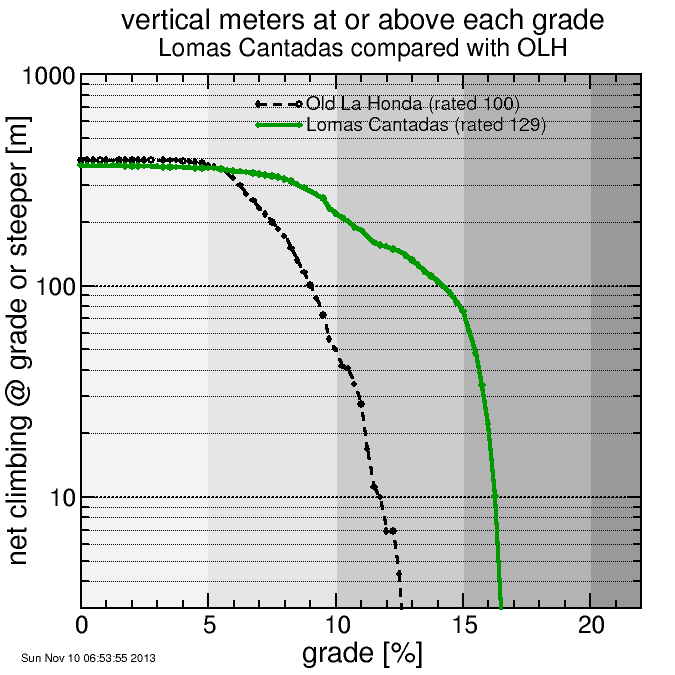 vertical meters at or above each grade
Lomas Cantadas compared with OLH
1000
Old La Honda (rated 100)
Lomas Cantadas (rated 129)
net climbing @ grade or steeper [m]
100
10
0 5 10 15 20
grade [%]
Sun Nov 10 06:53:55 2013